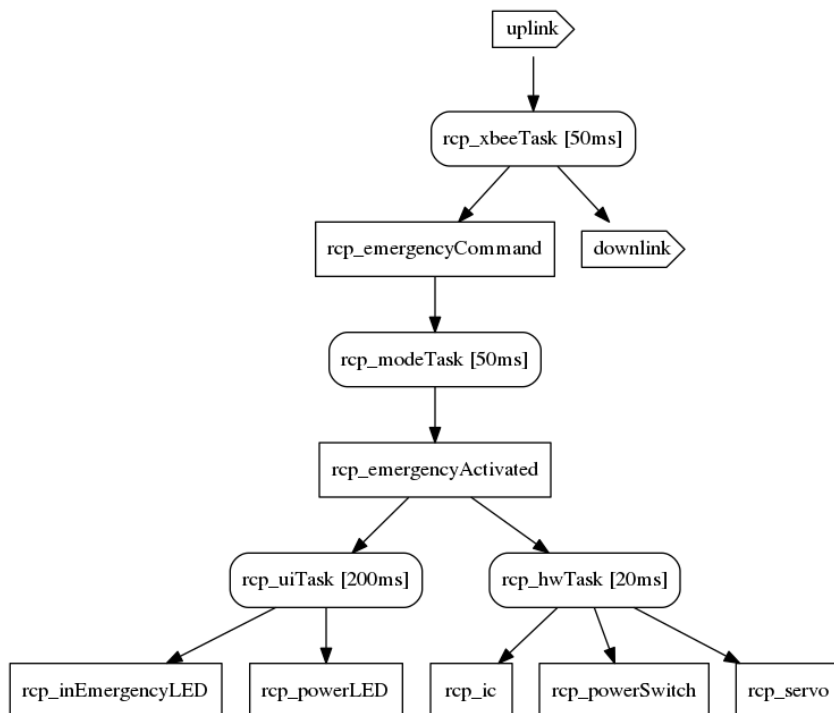 uplink
rcp_xbeeTask [50ms]
rcp_emergencyCommand
downlink
rcp_modeTask [50ms]
rcp_emergencyActivated
rcp_uiTask [200ms]
rcp_hwTask [20ms]
rcp_inEmergencyLED
rcp_powerLED
rcp_ic
rcp_powerSwitch
rcp_servo